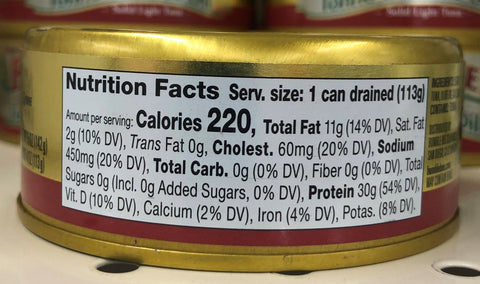 Solid Light Tuna
Nutrition Facts Serv. size: 1 can drained (113g)
Amount per serving: Calories 220, Total Fat 11g (14% DV), Sat. Fat
2g (10% DV), Trans Fat 0g, Cholest. 60mg (20% DV), Sodium
450mg (20% DV), Total Carb. 0g (0% DV), Fiber 0g (0% DV), Total
Sugars 0g (Incl. 0g Added Sugars, 0% DV), Protein 30g (54% DV),
Vit. D (10% DV), Calcium (2% DV), Iron (4% DV), Potas. (8% DV).